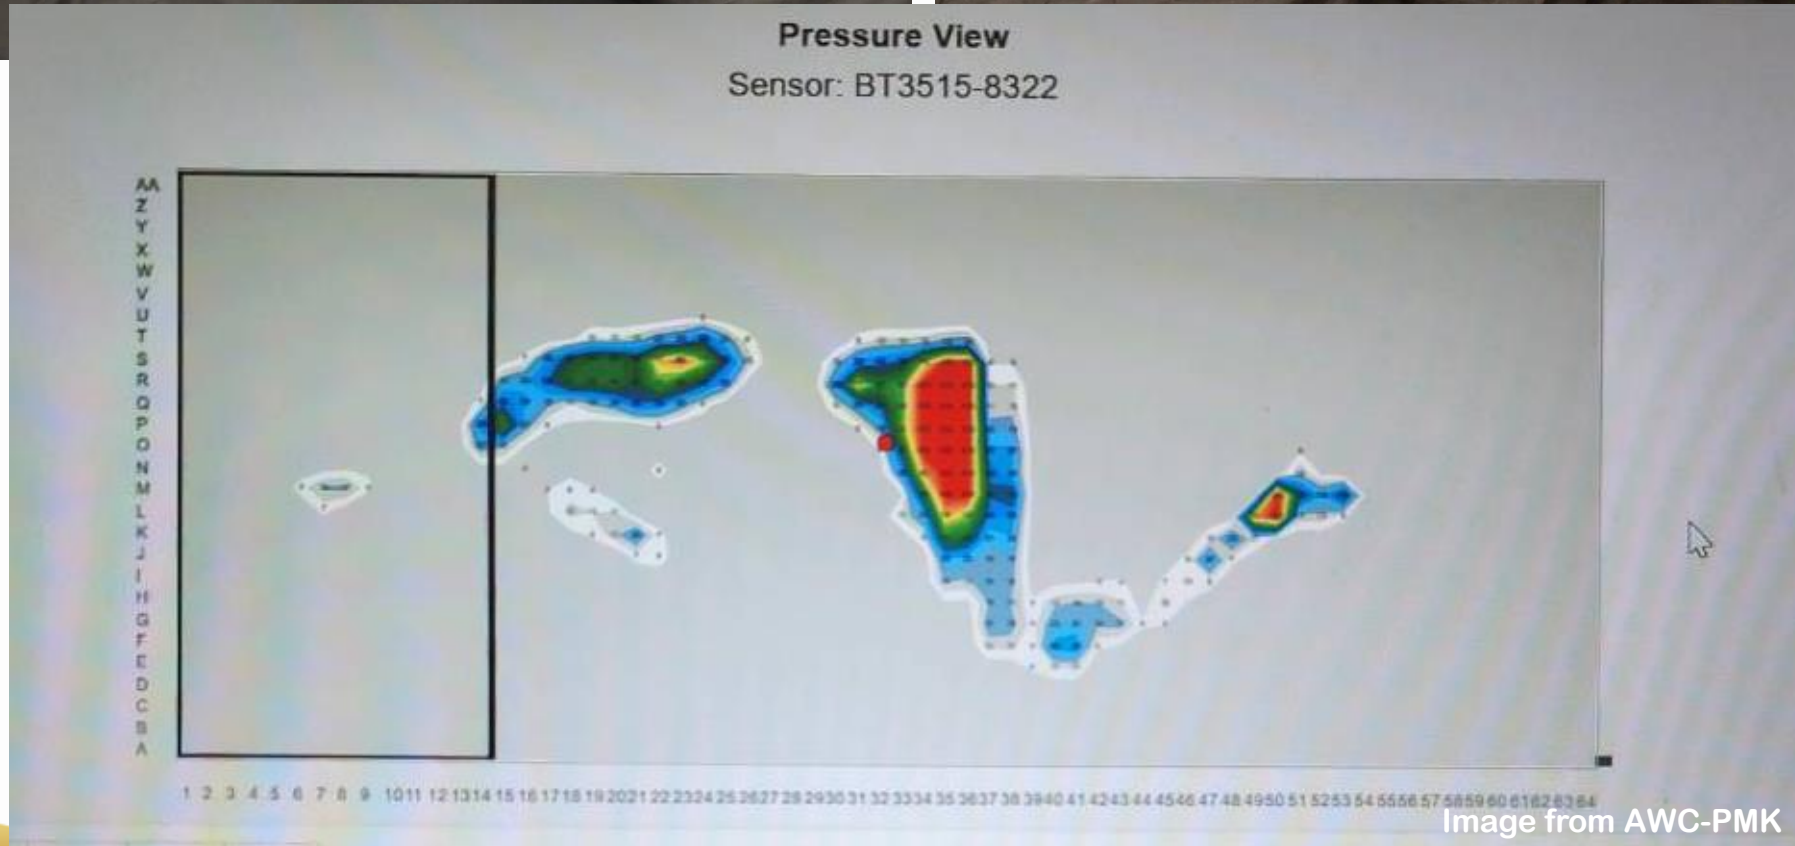 Pressure View
Sensor: BT3515-8322
AA
Z
Y
X
W
V
U
T
S
R
Q
P
O
N
M
L
K
J
I
H
G
F
E
D
C
B
A
1 2 3 4 5 6 7 8 9 10 11 12 13 14 15 16 17 18 19 20 21 22 23 24 25 26 27 28 29 30 31 32 33 34 35 36 37 38 39 40 41 42 43 44 45 46 47 48 49 50 51 52 53 54 55 56 57 58 59 60 61 62 63 64
Image from AWC-PMK